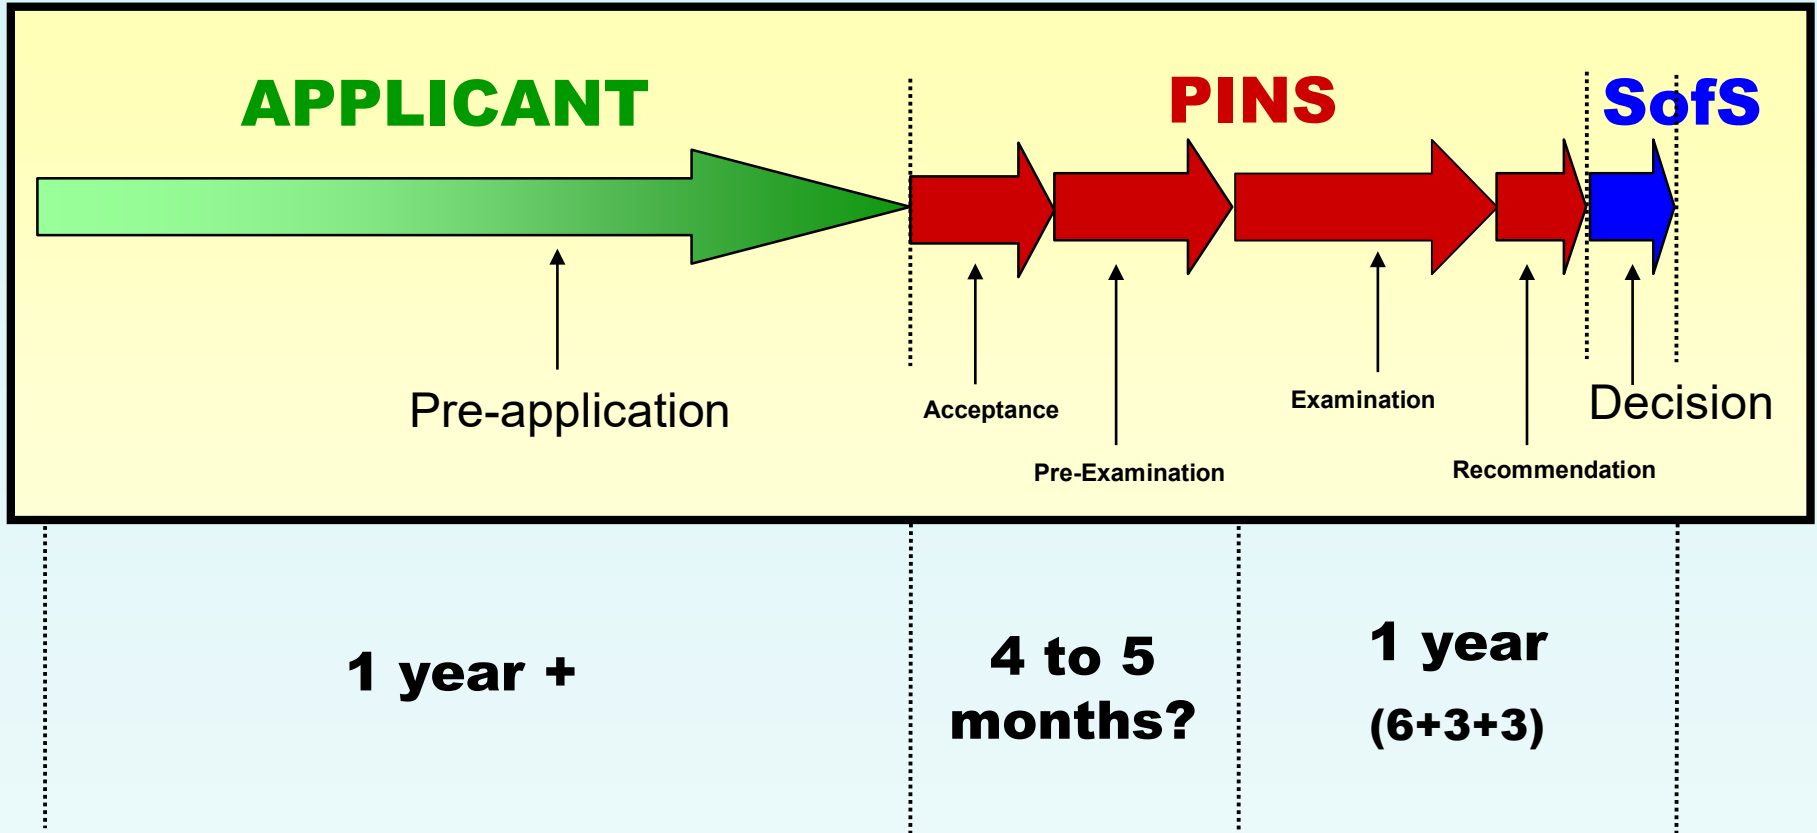 APPLICANT
PINS
SofS
Pre-application
Acceptance
Pre-Examination
Examination
Recommendation
Decision
1 year +
4 to 5
months?
1 year
(6+3+3)